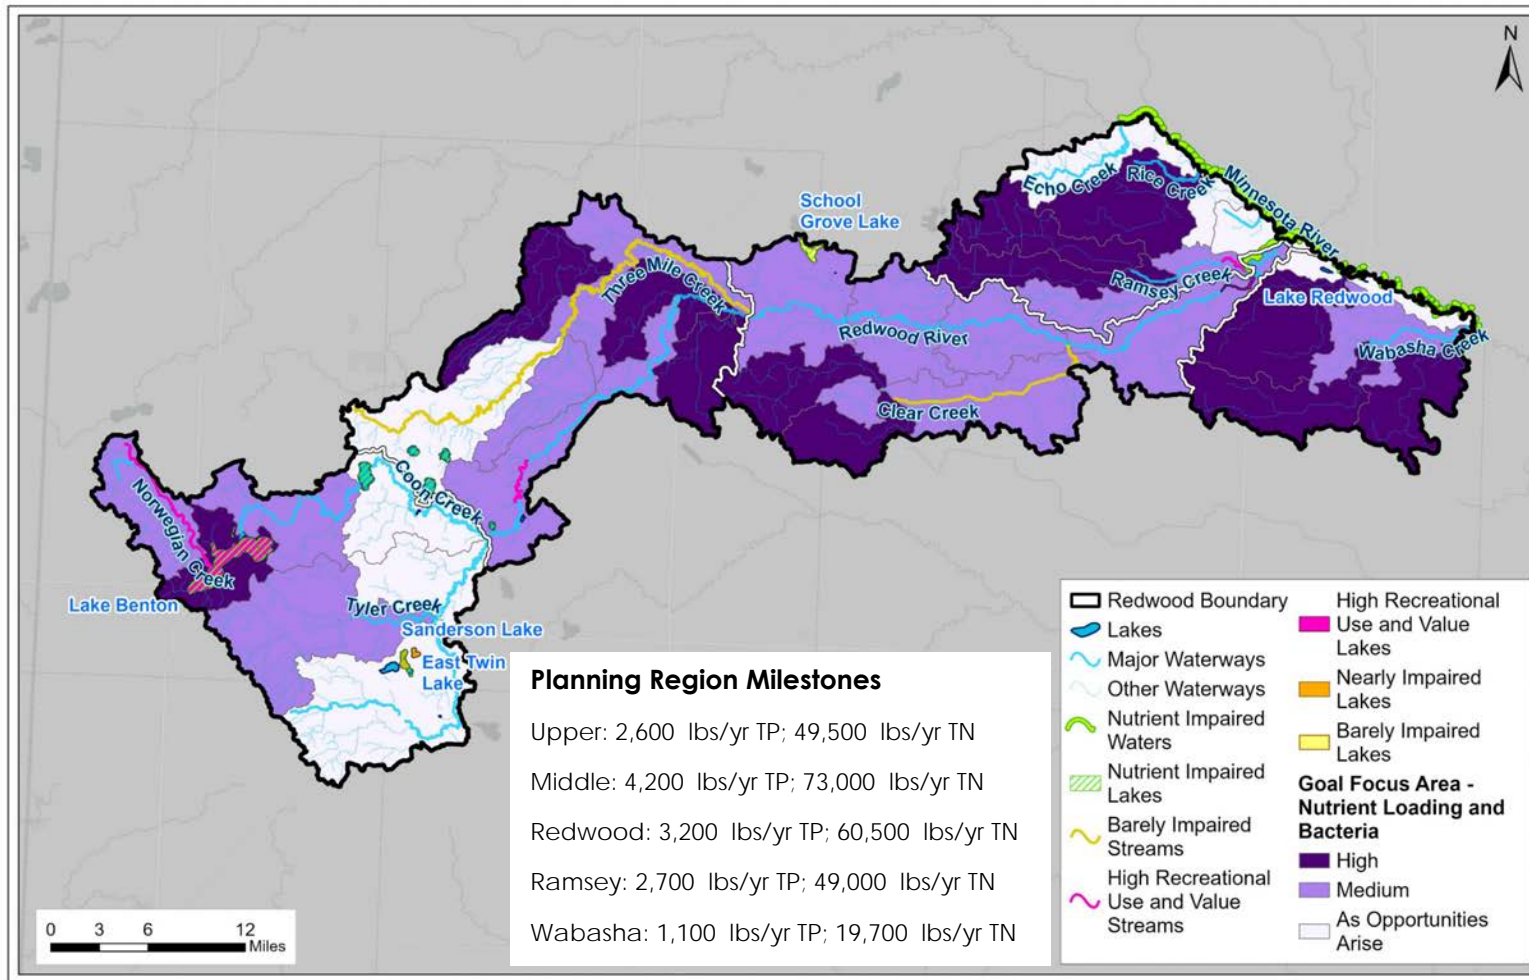 N
School
Grove Lake
Echo Creek
Rice Creek
Minnesota River
Three Mile Creek
Ramsey Creek
Lake Redwood
Redwood River
Wabasha Creek
Clear Creek
Coon Creek
Norwegian Creek
Lake Benton
Tyler Creek
Sanderson Lake
East Twin
Lake
Planning Region Milestones
Upper: 2,600 lbs/yr TP; 49,500 lbs/yr TN
Middle: 4,200 lbs/yr TP; 73,000 lbs/yr TN
Redwood: 3,200 lbs/yr TP; 60,500 lbs/yr TN
Ramsey: 2,700 lbs/yr TP; 49,000 lbs/yr TN
Wabasha: 1,100 lbs/yr TP; 19,700 lbs/yr TN
Redwood Boundary
Lakes
Major Waterways
Other Waterways
Nutrient Impaired
Waters
Nutrient Impaired
Lakes
Barely Impaired
Streams
High Recreational
Use and Value
Streams
High Recreational
Use and Value
Lakes
Nearly Impaired
Lakes
Barely Impaired
Lakes
Goal Focus Area -
Nutrient Loading and
Bacteria
High
Medium
As Opportunities
Arise
0 3 6 12
Miles